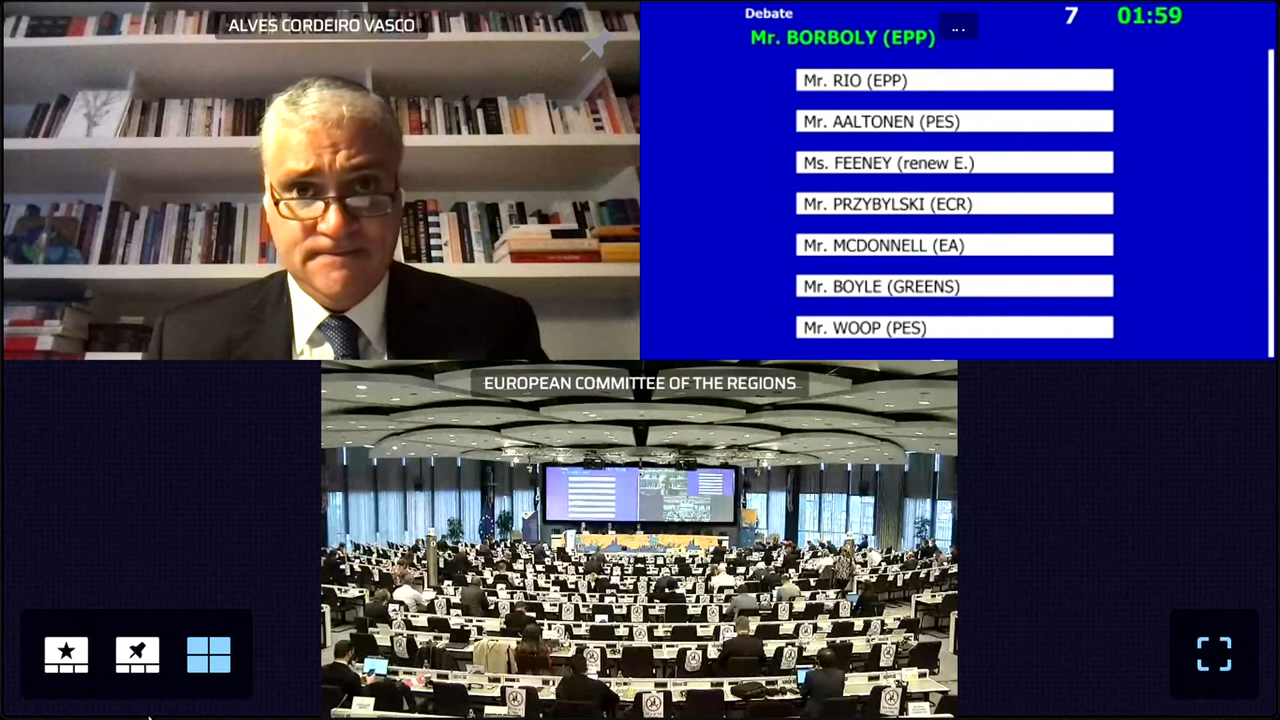 ALVES CORDEIRO VASCO
Debate
7
01:59
Mr. BORBOLY (EPP)
...
Mr. RIO (EPP)
Mr. AALTONEN (PES)
Ms. FEENEY (renew E.)
Mr. PRZYBYLSKI (ECR)
Mr. MCDONNELL (EA)
Mr. BOYLE (GREENS)
Mr. WOOP (PES)
EUROPEAN COMMITTEE OF THE REGIONS